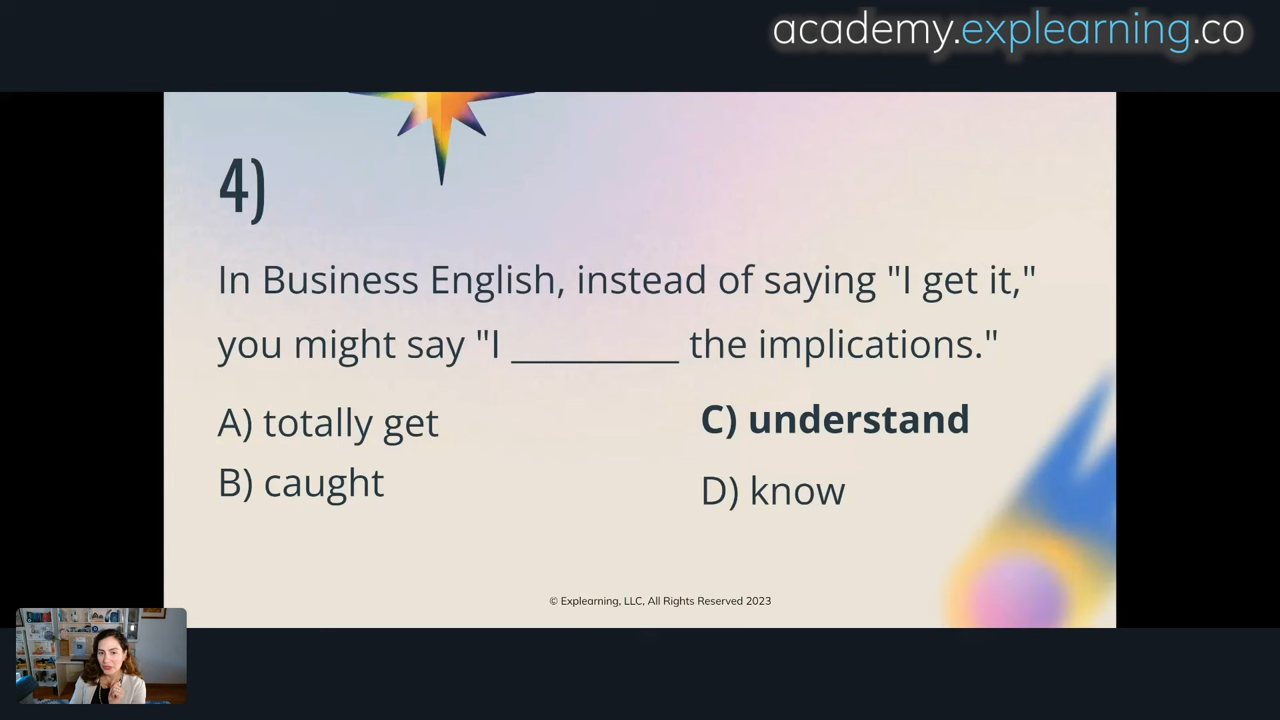 academy.explearning.co
4)
In Business English, instead of saying "I get it,"
you might say "I _________ the implications."
A) totally get
B) caught
C) understand
D) know
© Explearning, LLC, All Rights Reserved 2023